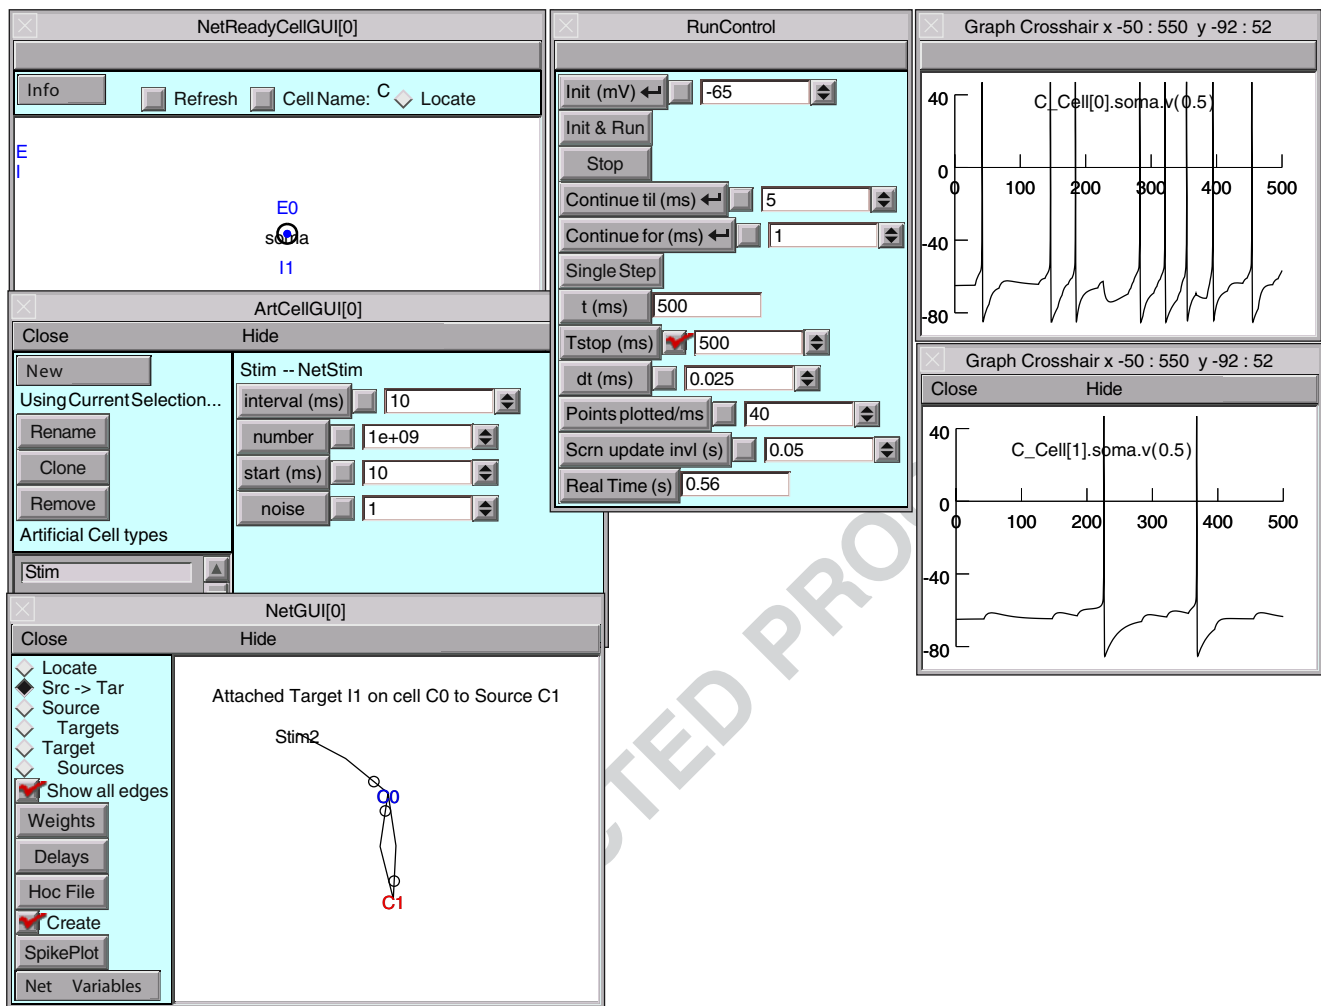 NetReadyCellGUI[0]
Info
Refresh
Cell Name: C
Locate
E
I
E0
soma
I1
ArtCellGUI[0]
Close Hide
New
Using Current Selection...
Rename
Clone
Remove
Artificial Cell types
Stim
Stim -- NetStim
interval (ms) 10
number 1e+09
start (ms) 10
noise 1
NetGUI[0]
Close Hide
Locate
Src -> Tar
Source
Targets
Target
Sources
Show all edges
Weights
Delays
Hoc File
Create
SpikePlot
Net Variables
Attached Target I1 on cell C0 to Source C1
Stim2
C0
C1
RunControl
Init (mV) -65
Init & Run
Stop
Continue til (ms) 5
Continue for (ms) 1
Single Step
t (ms) 500
Tstop (ms) 500
dt (ms) 0.025
Points plotted/ms 40
Scrn update invl (s) 0.05
Real Time (s) 0.56
Graph Crosshair x -50 : 550 y -92 : 52
C_Cell[0].soma.v(0.5)
40
0
-40
-80
0 100 200 300 400 500
Graph Crosshair x -50 : 550 y -92 : 52
Close Hide
C_Cell[1].soma.v(0.5)
40
0
-40
-80
0 100 200 300 400 500
CTED PRO